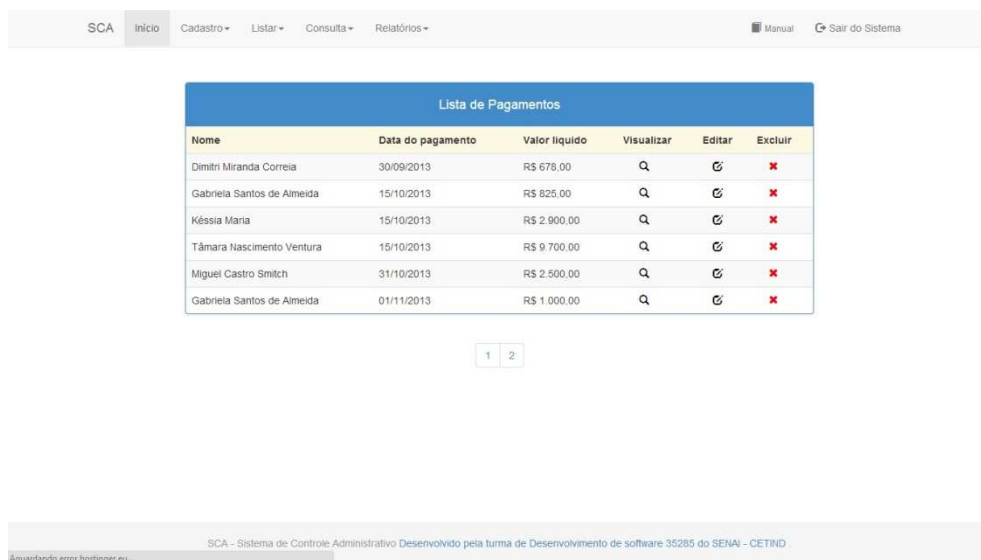 SCA Início Cadastro Listar Consulta Relatórios Manual Sair do Sistema
Lista de Pagamentos
Nome Data do pagamento Valor liquido Visualizar Editar Excluir
Dimitri Miranda Correia 30/09/2013 R$ 678,00
Gabriela Santos de Almeida 15/10/2013 R$ 825,00
Késsia Maria 15/10/2013 R$ 2.900,00
Tâmara Nascimento Ventura 15/10/2013 R$ 9.700,00
Miguel Castro Smitch 31/10/2013 R$ 2.500,00
Gabriela Santos de Almeida 01/11/2013 R$ 1.000,00
1 2
SCA - Sistema de Controle Administrativo Desenvolvido pela turma de Desenvolvimento de software 35285 do SENAI - CETIND .
Aguardando error.hostinger.eu...